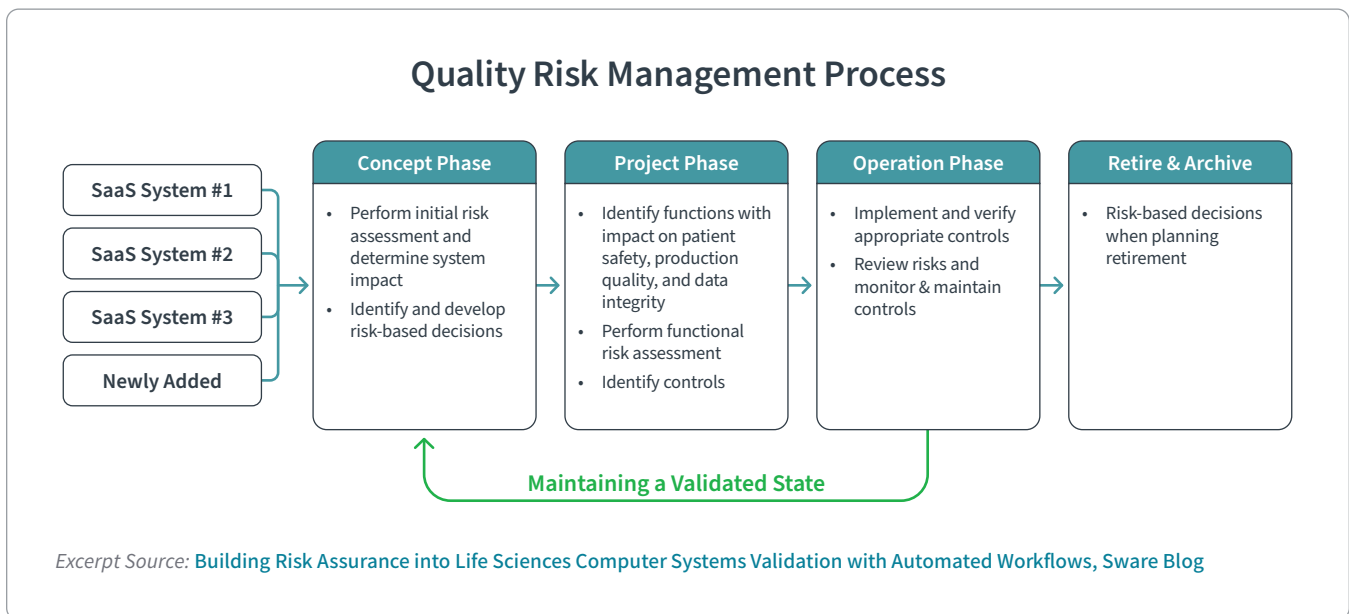 Quality Risk Management Process
SaaS System #1
SaaS System #2
SaaS System #3
Newly Added
Concept Phase
• Perform initial risk
assessment and
determine system
impact
• Identify and develop
risk-based decisions
Project Phase
• Identify functions with
impact on patient
safety, production
quality, and data
integrity
• Perform functional
risk assessment
• Identify controls
Operation Phase
• Implement and verify
appropriate controls
• Review risks and
monitor & maintain
controls
Retire & Archive
• Risk-based decisions
when planning
retirement
Maintaining a Validated State
Excerpt Source: Building Risk Assurance into Life Sciences Computer Systems Validation with Automated Workflows, Sware Blog